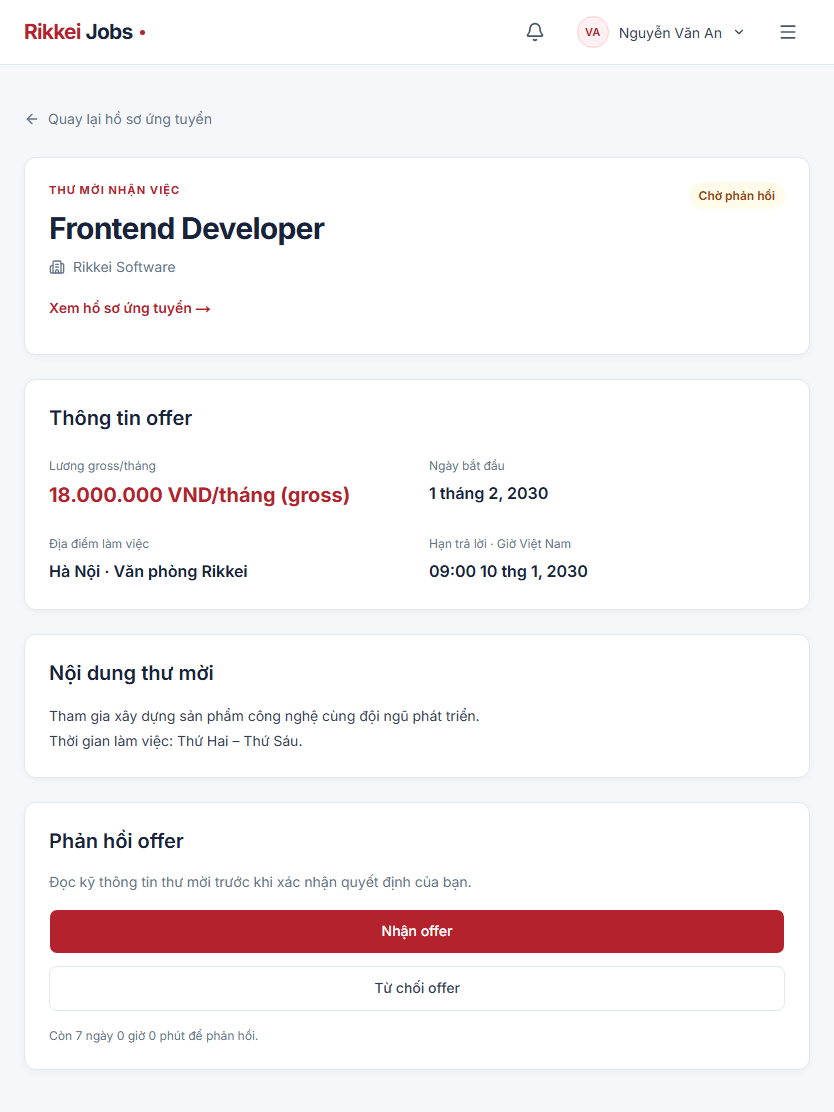 Rikkei Jobs
VA
Nguyễn Văn An
Quay lại hồ sơ ứng tuyển
THƯ MỜI NHẬN VIỆC
Chờ phản hồi
Frontend Developer
Rikkei Software
Xem hồ sơ ứng tuyển →
Thông tin offer
Lương gross/tháng
Ngày bắt đầu
18.000.000 VND/tháng (gross)
1 tháng 2, 2030
Địa điểm làm việc
Hạn trả lời · Giờ Việt Nam
Hà Nội · Văn phòng Rikkei
09:00 10 thg 1, 2030
Nội dung thư mời
Tham gia xây dựng sản phẩm công nghệ cùng đội ngũ phát triển.
Thời gian làm việc: Thứ Hai – Thứ Sáu.
Phản hồi offer
Đọc kỹ thông tin thư mời trước khi xác nhận quyết định của bạn.
Nhận offer
Từ chối offer
Còn 7 ngày 0 giờ 0 phút để phản hồi.